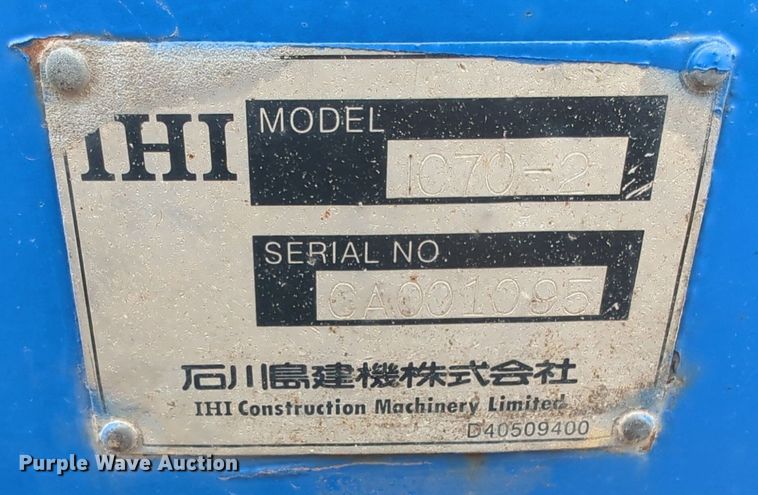 IHI
MODEL
IC70-2
SERIAL NO
CA001095
石川島建機株式会社
IHI Construction Machinery Limited
D40509400
Purple Wave Auction